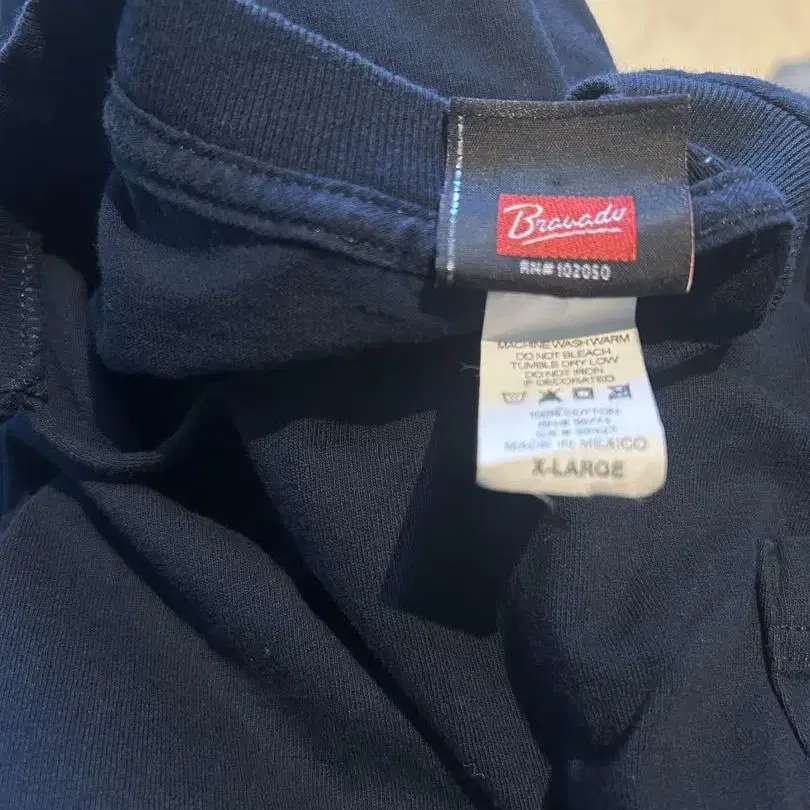 Bravado
RN# 102050
MACHINE WASH WARM
DO NOT BLEACH
TUMBLE DRY LOW
DO NOT IRON
IF DECORATED
100% COTTON
MADE IN MEXICO
X-LARGE